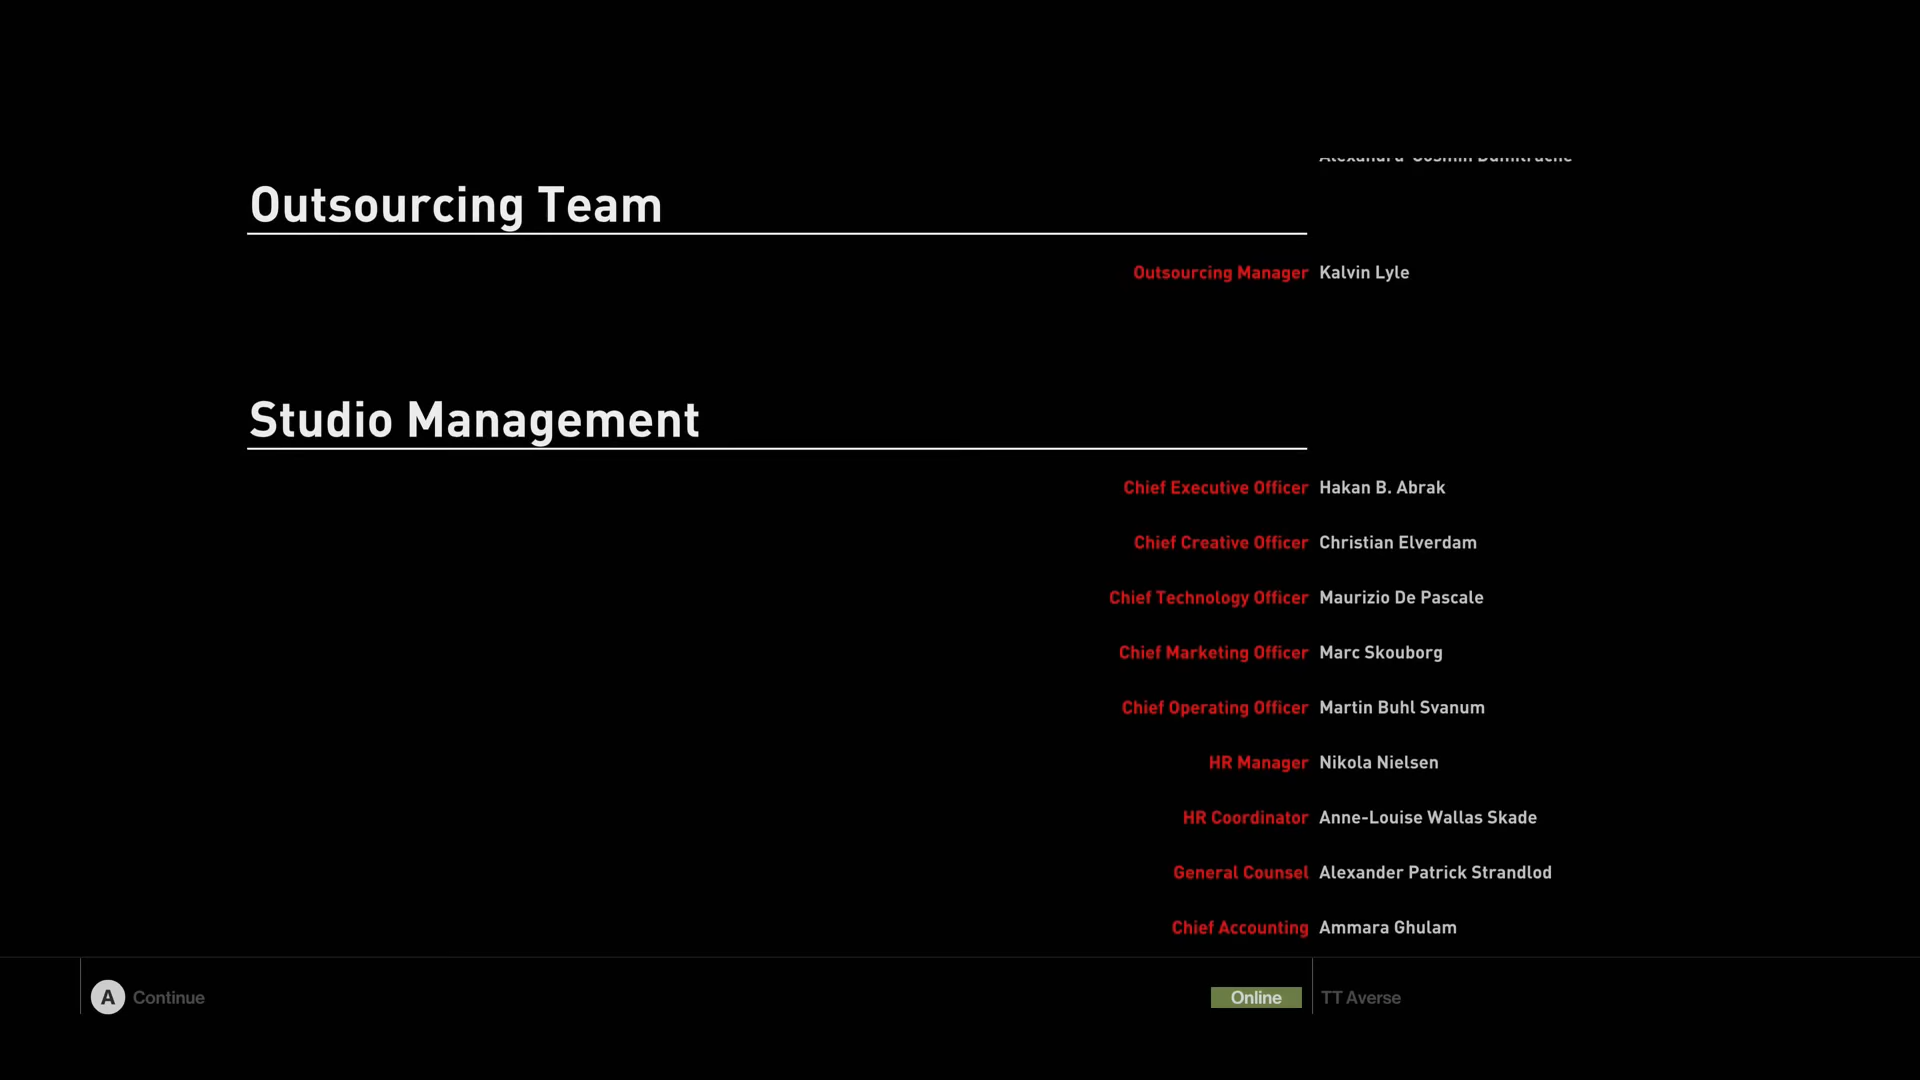 Outsourcing Team
Outsourcing Manager Kalvin Lyle
Studio Management
Chief Executive Officer Hakan B. Abrak
Chief Creative Officer Christian Elverdam
Chief Technology Officer Maurizio De Pascale
Chief Marketing Officer Marc Skouborg
Chief Operating Officer Martin Buhl Svanum
HR Manager Nikola Nielsen
HR Coordinator Anne-Louise Wallas Skade
General Counsel Alexander Patrick Strandlod
Chief Accounting Ammara Ghulam
A Continue
Online TT Averse